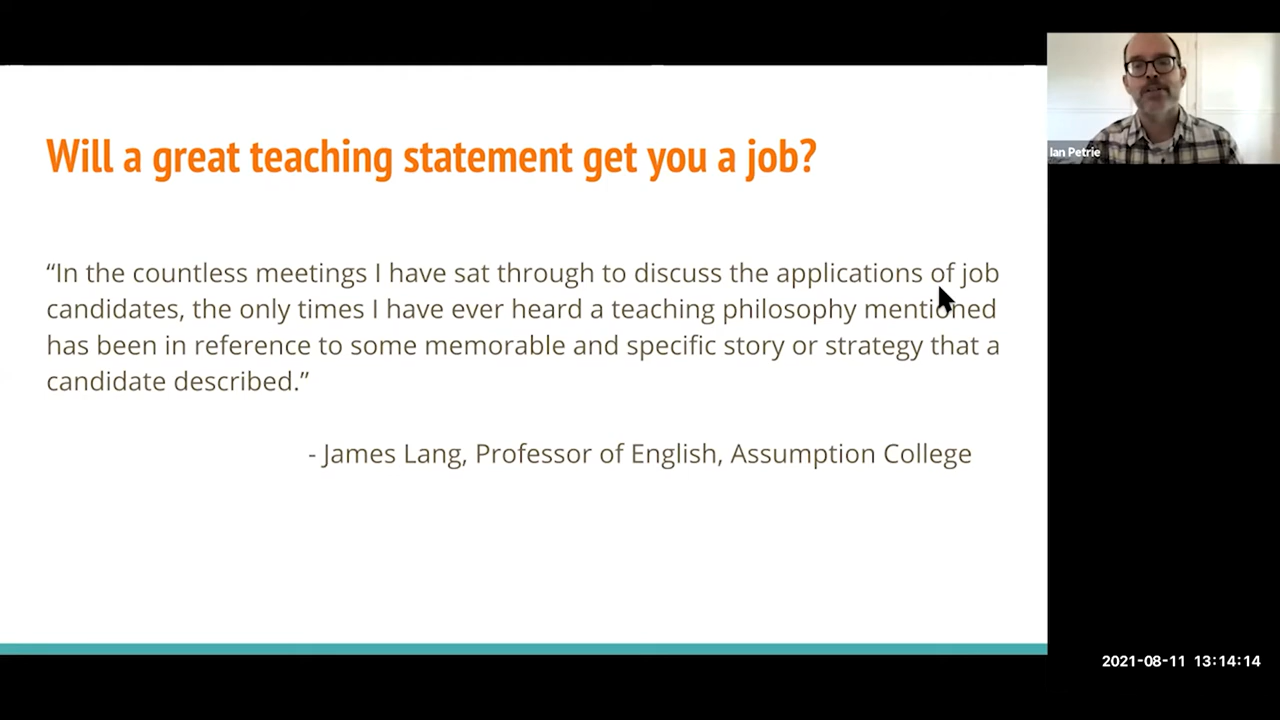 Will a great teaching statement get you a job?
“In the countless meetings I have sat through to discuss the applications of job
candidates, the only times I have ever heard a teaching philosophy mentioned
has been in reference to some memorable and specific story or strategy that a
candidate described.”
- James Lang, Professor of English, Assumption College
Ian Petrie
2021-08-11 13:14:14